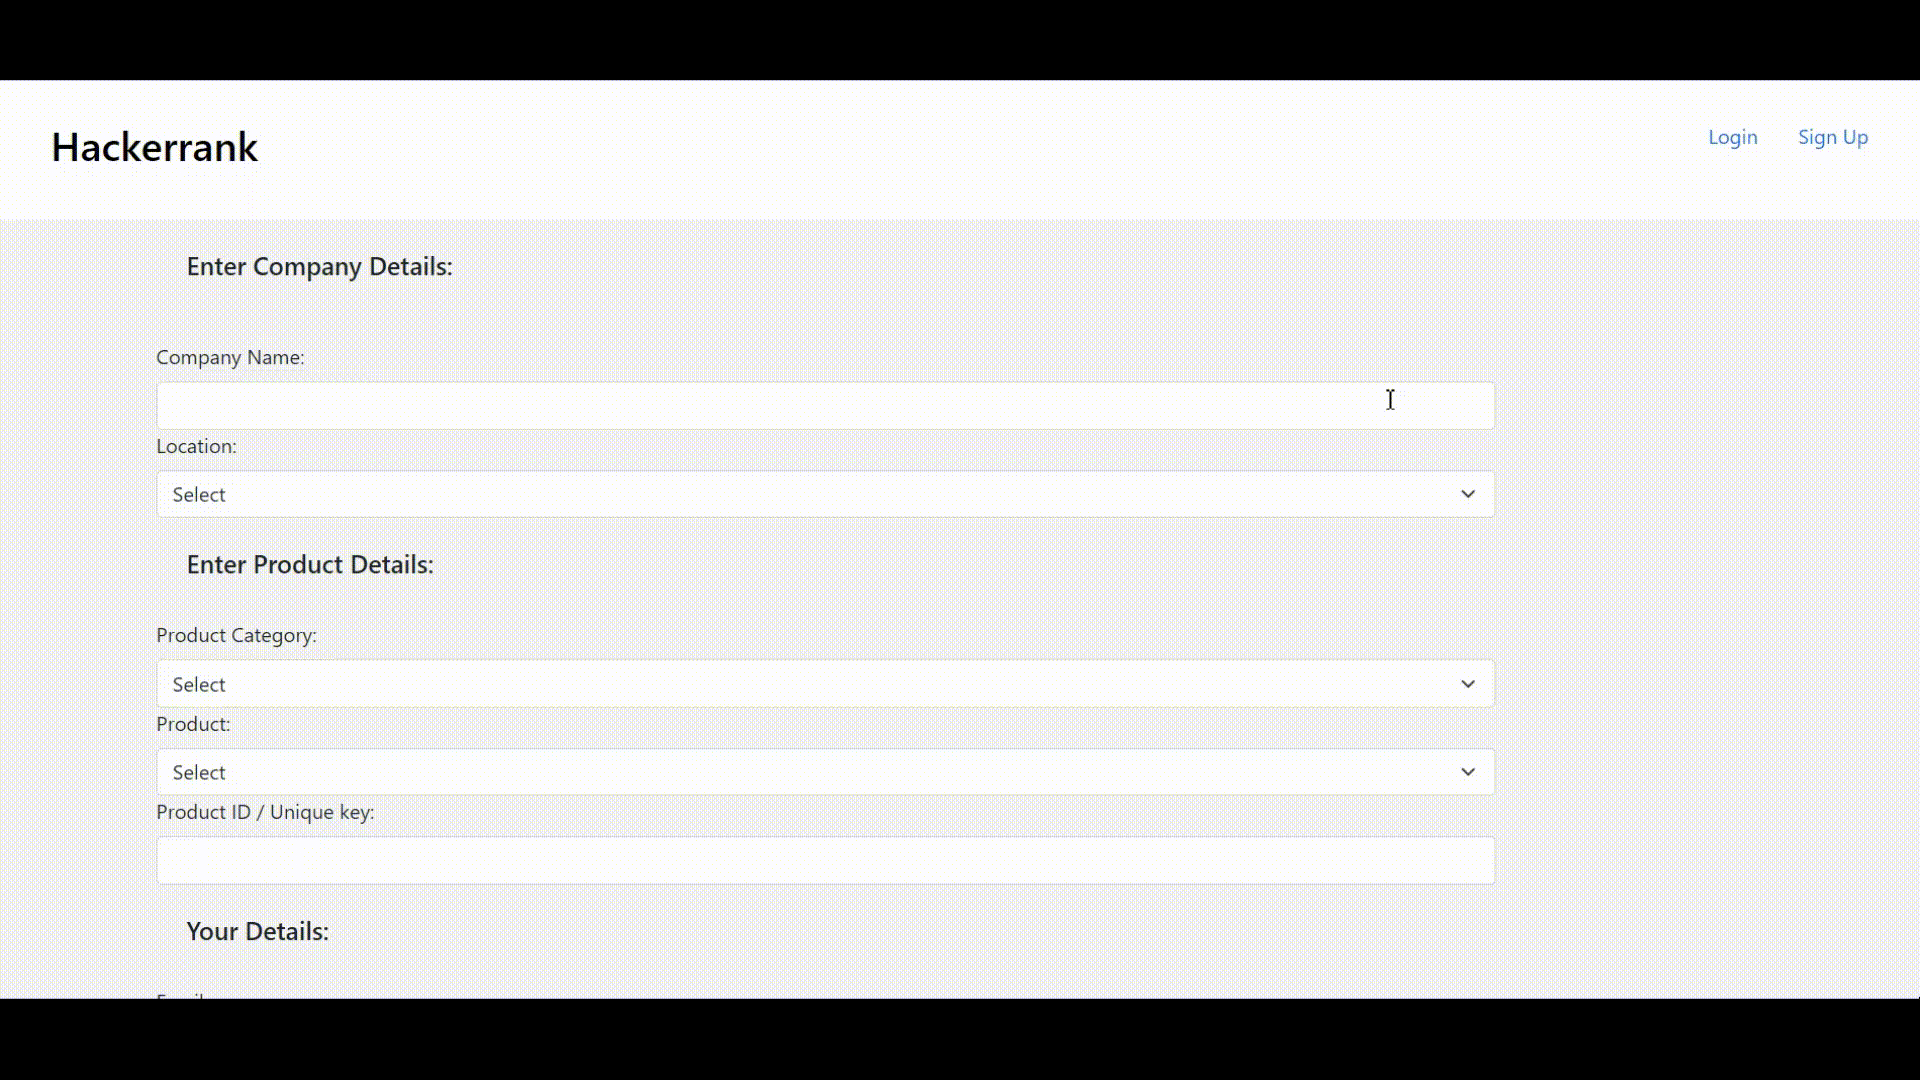 Hackerrank
Login Sign Up
Enter Company Details:
Company Name:
Location:
Select
Enter Product Details:
Product Category:
Select
Product:
Select
Product ID / Unique key:
Your Details: